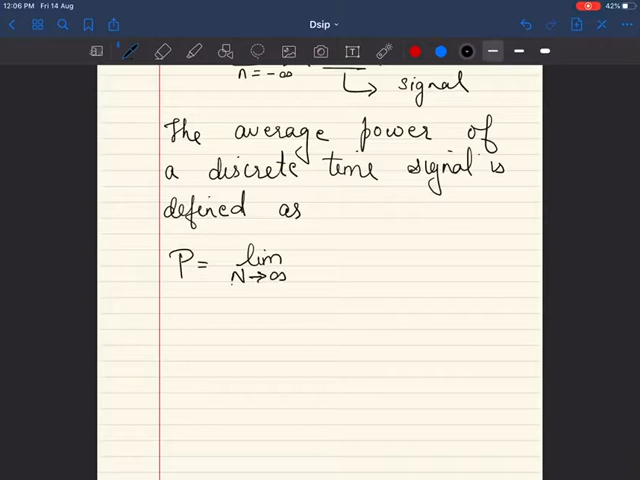 12:06 PM Fri 14 Aug
42%
Dsip
n = -∞
signal
The average power of
a discrete time signal is
defined as
P = lim
N→∞